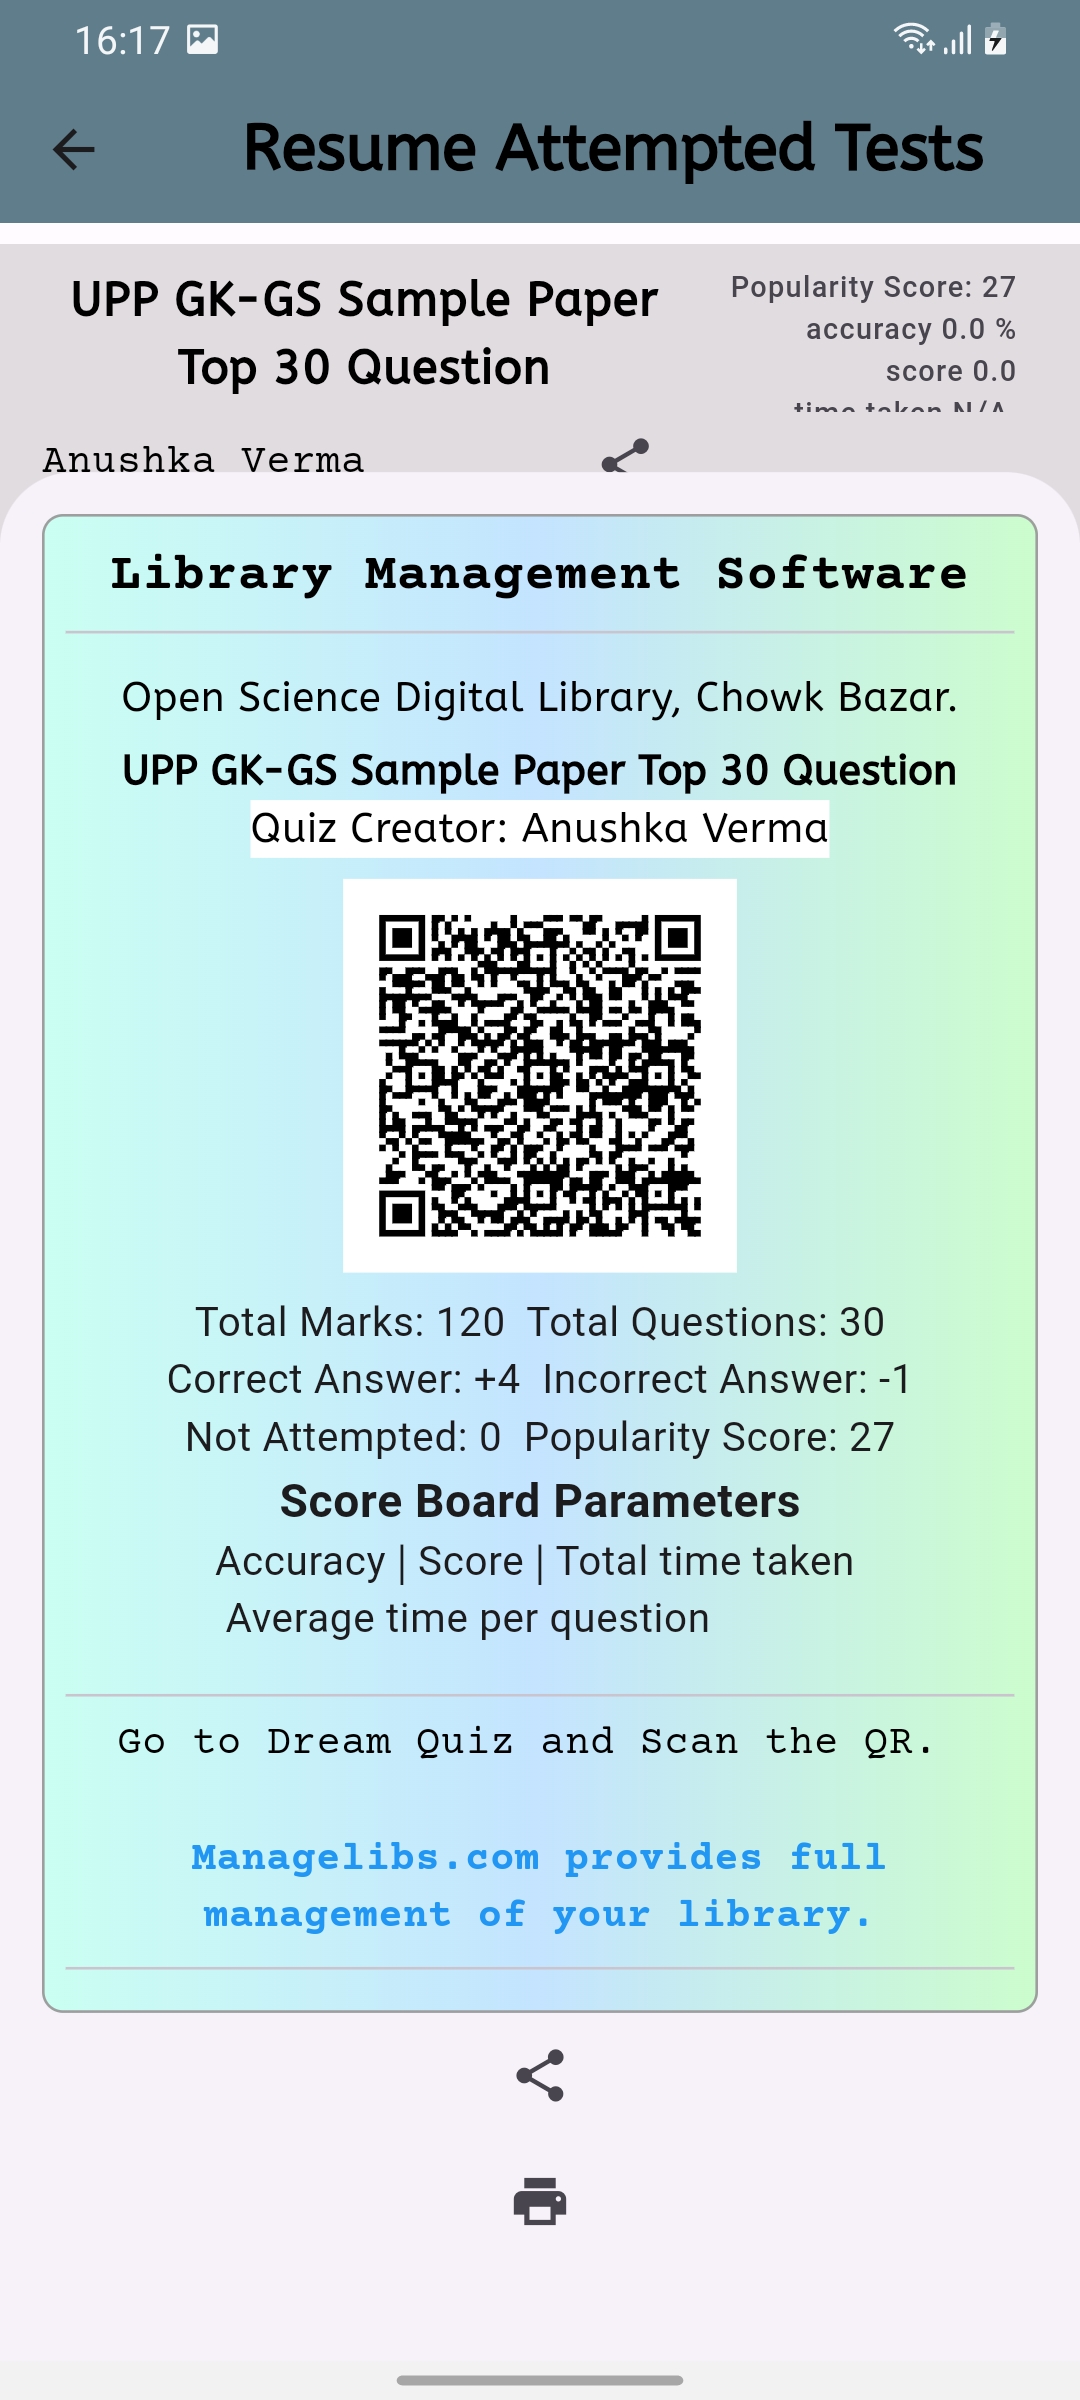 16:17
Resume Attempted Tests
UPP GK-GS Sample Paper
Top 30 Question
Popularity Score: 27
accuracy 0.0 %
score 0.0
time taken N/A
Anushka Verma
Library Management Software
Open Science Digital Library, Chowk Bazar.
UPP GK-GS Sample Paper Top 30 Question
Quiz Creator: Anushka Verma
Total Marks: 120 Total Questions: 30
Correct Answer: +4 Incorrect Answer: -1
Not Attempted: 0 Popularity Score: 27
Score Board Parameters
Accuracy | Score | Total time taken
Average time per question
Go to Dream Quiz and Scan the QR.
Managelibs.com provides full
management of your library.